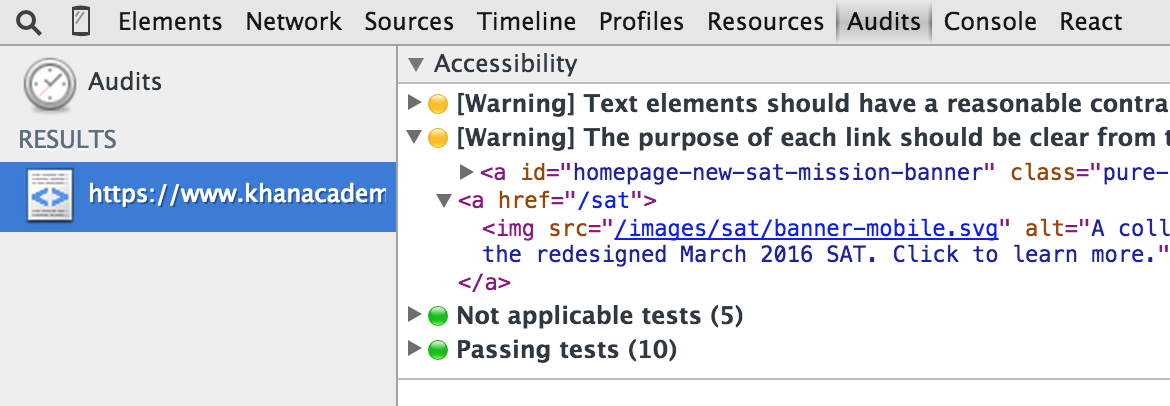 Elements Network Sources Timeline Profiles Resources Audits Console React
Audits
RESULTS
https://www.khanacadem
Accessibility
[Warning] Text elements should have a reasonable contra
[Warning] The purpose of each link should be clear from t
<a id="homepage-new-sat-mission-banner" class="pure-
<a href="/sat">
<img src="/images/sat/banner-mobile.svg" alt="A coll
the redesigned March 2016 SAT. Click to learn more."
</a>
Not applicable tests (5)
Passing tests (10)